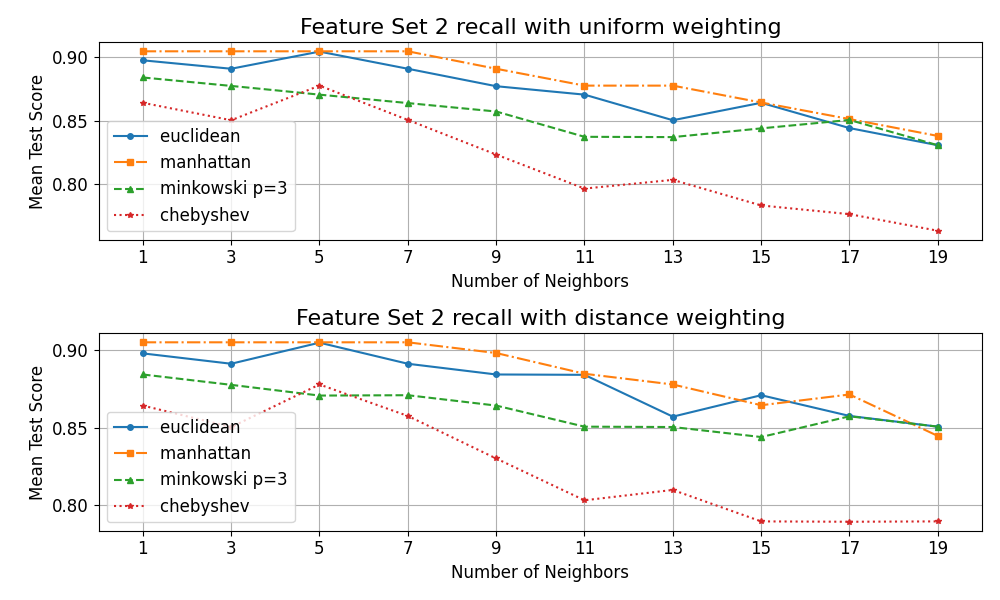 Feature Set 2 recall with uniform weighting
Mean Test Score
0.90
0.85
0.80
euclidean
manhattan
minkowski p=3
chebyshev
1 3 5 7 9 11 13 15 17 19
Number of Neighbors
Feature Set 2 recall with distance weighting
Mean Test Score
0.90
0.85
0.80
euclidean
manhattan
minkowski p=3
chebyshev
1 3 5 7 9 11 13 15 17 19
Number of Neighbors